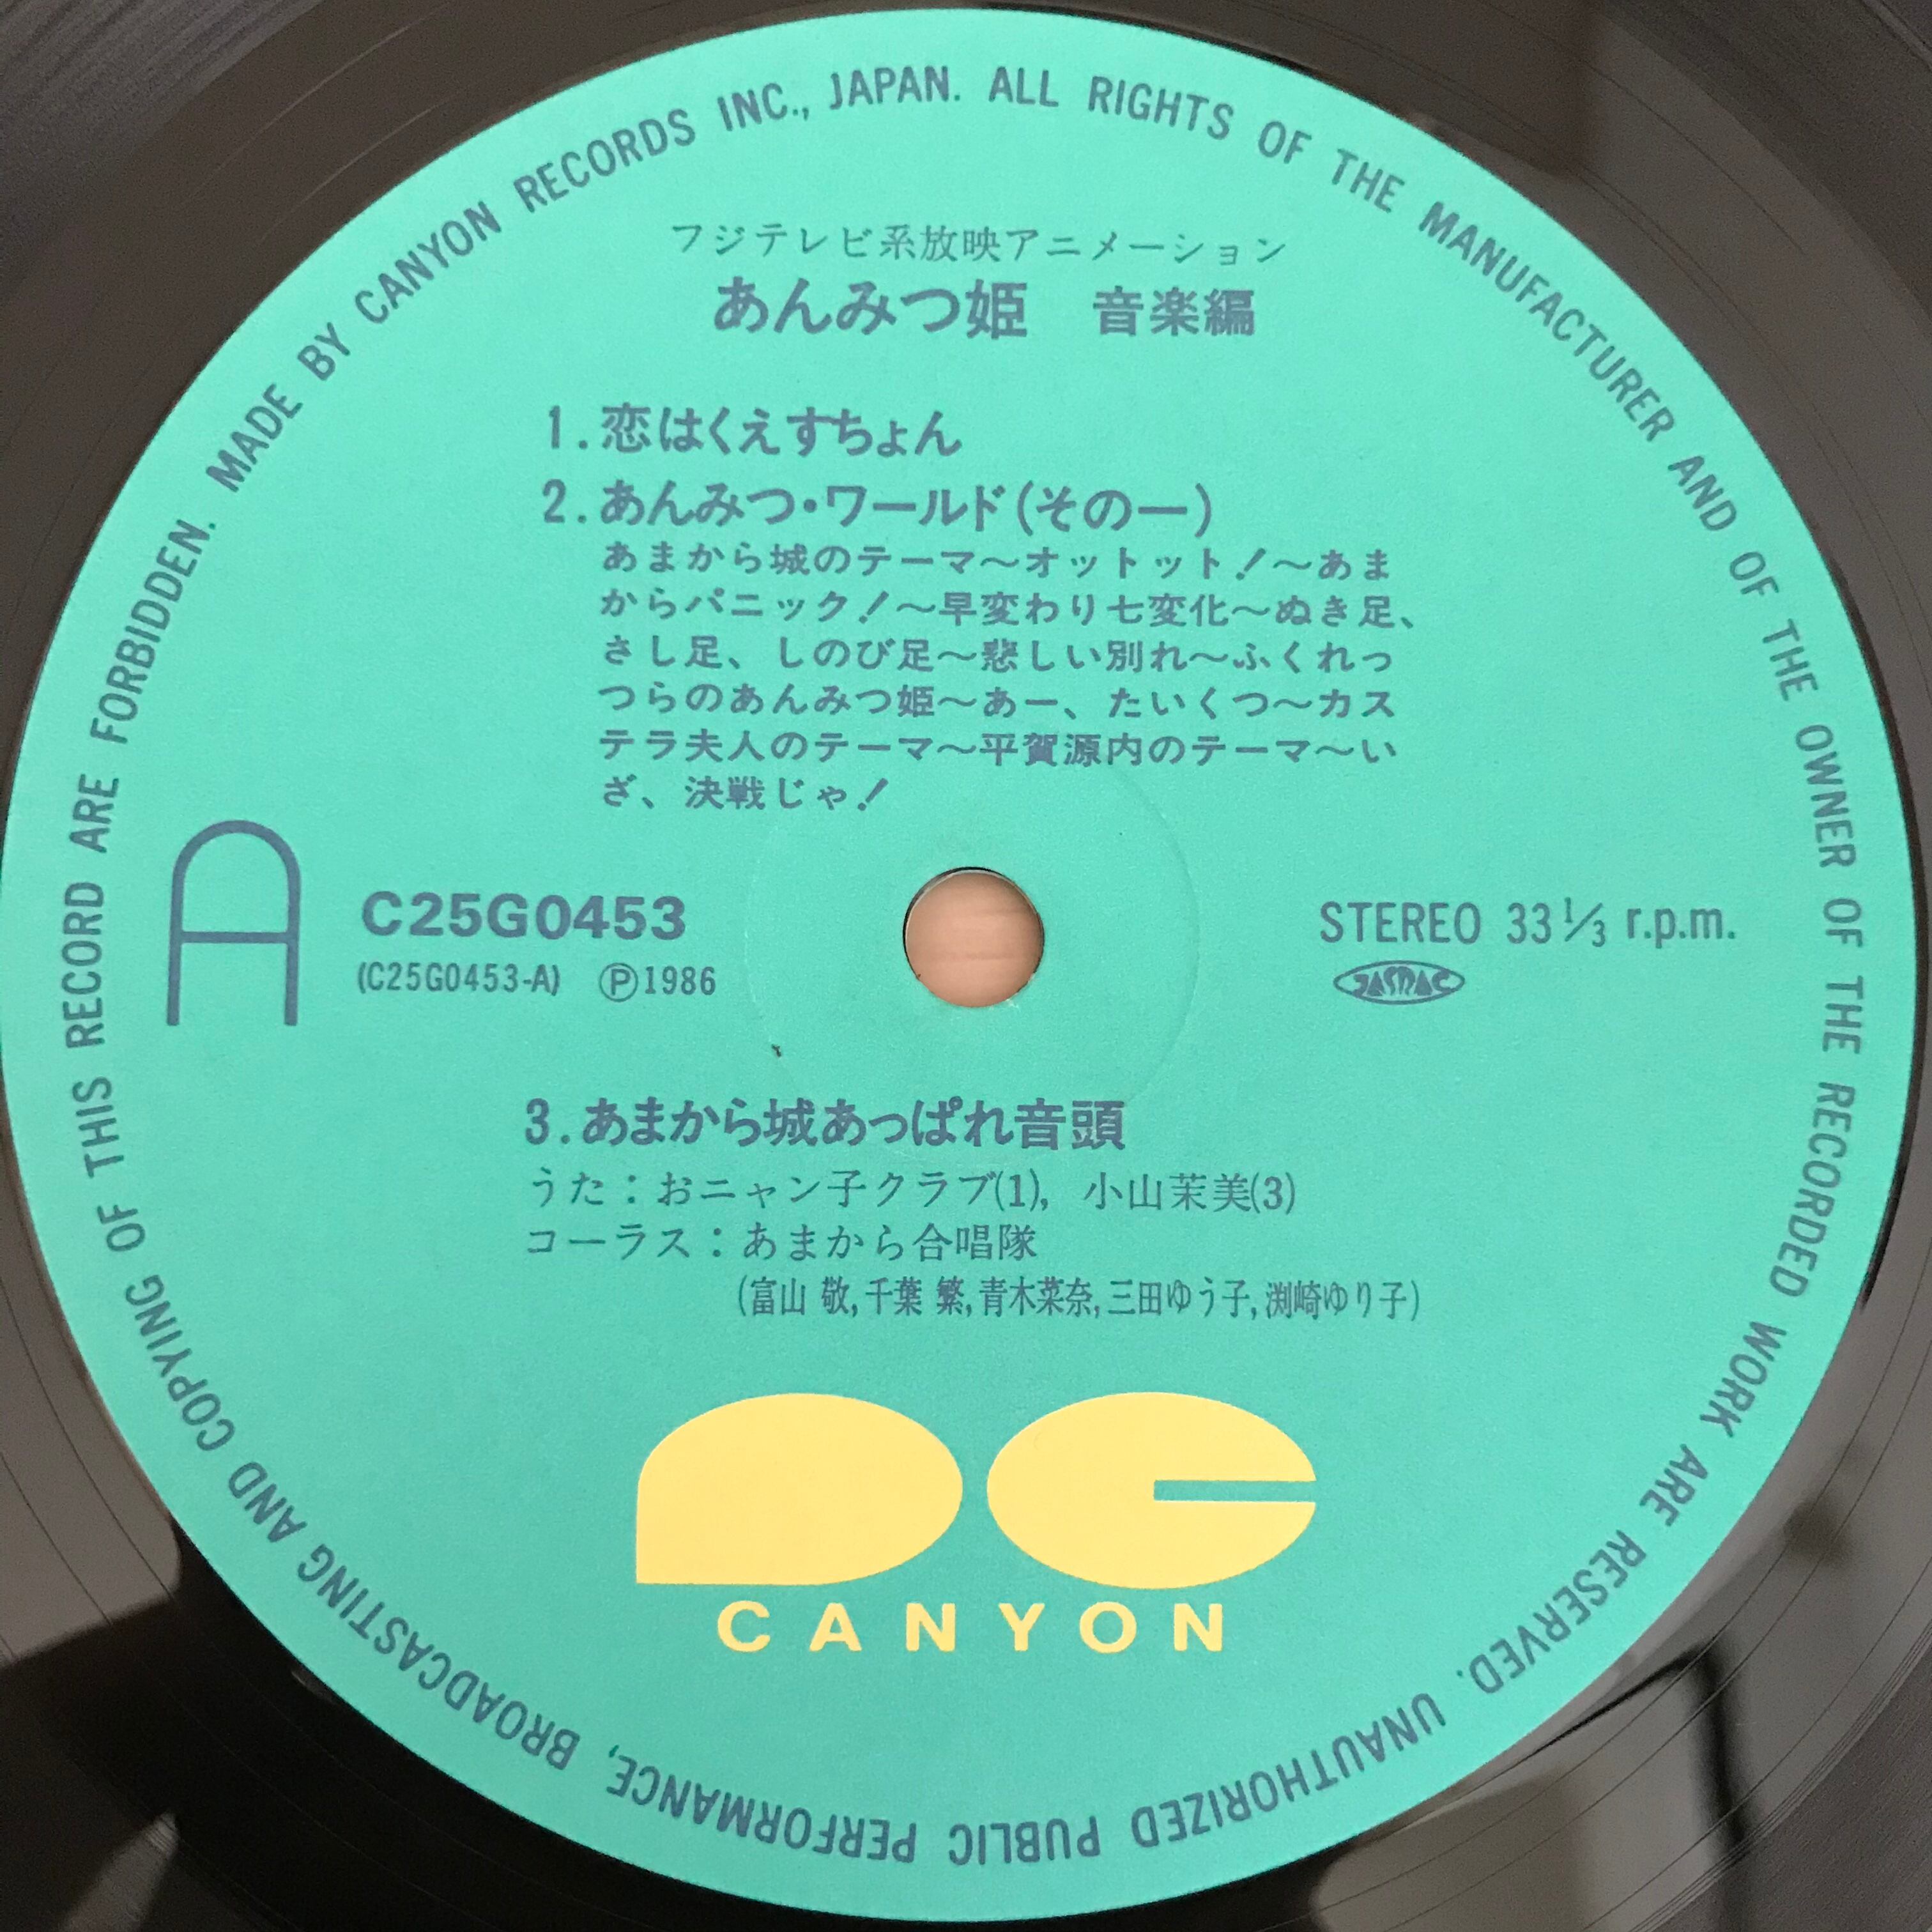 MADE BY CANYON RECORDS INC., JAPAN. ALL RIGHTS OF THE MANUFACTURER AND OF THE OWNER OF THE RECORDED WORK ARE RESERVED. UNAUTHORIZED PUBLIC PERFORMANCE, BROADCASTING AND COPYING OF THIS RECORD ARE FORBIDDEN.
フジテレビ系放映アニメーション
あんみつ姫 音楽編
1.恋はくえすちょん
2.あんみつ・ワールド(その一)
あまから城のテーマ〜オットット!〜あま
からパニック!〜早変わり七変化〜ぬき足、
さし足、しのび足〜悲しい別れ〜ふくれっ
つらのあんみつ姫〜あー、たいくつ〜カス
テラ夫人のテーマ〜平賀源内のテーマ〜い
ざ、決戦じゃ!
A
C25G0453
(C25G0453-A) Ⓟ1986
STEREO 33 1/3 r.p.m.
JASRAC
3.あまから城あっぱれ音頭
うた:おニャン子クラブ(1), 小山茉美(3)
コーラス:あまから合唱隊
(富山 敬,千葉 繁,青木菜奈,三田ゆう子,渕崎ゆり子)
PC
CANYON